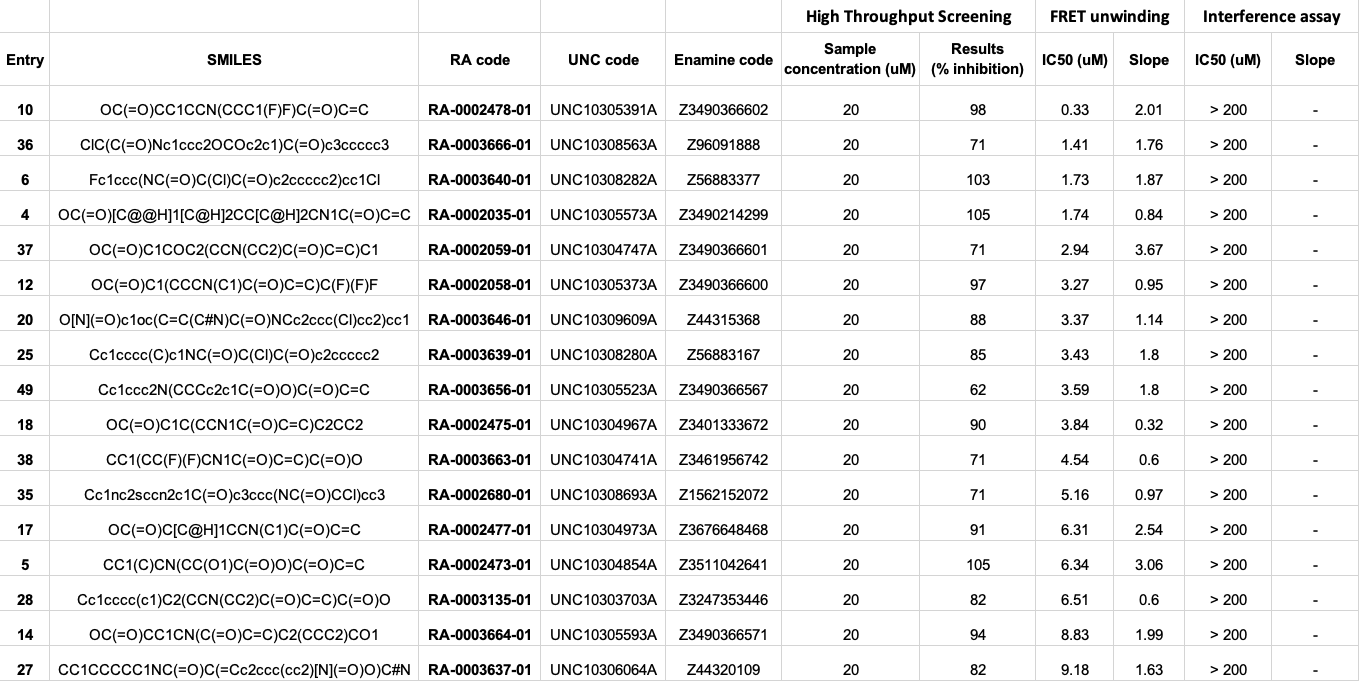 High Throughput Screening FRET unwinding Interference assay
Entry SMILES RA code UNC code Enamine code Sample concentration (uM) Results (% inhibition) IC50 (uM) Slope IC50 (uM) Slope
10 OC(=O)CC1CCN(CCC1(F)F)C(=O)C=C RA-0002478-01 UNC10305391A Z3490366602 20 98 0.33 2.01 > 200 -
36 ClC(C(=O)Nc1ccc2OCOc2c1)C(=O)c3ccccc3 RA-0003666-01 UNC10308563A Z96091888 20 71 1.41 1.76 > 200 -
6 Fc1ccc(NC(=O)C(Cl)C(=O)c2ccccc2)cc1Cl RA-0003640-01 UNC10308282A Z56883377 20 103 1.73 1.87 > 200 -
4 OC(=O)[C@@H]1[C@H]2CC[C@H]2CN1C(=O)C=C RA-0002035-01 UNC10305573A Z3490214299 20 105 1.74 0.84 > 200 -
37 OC(=O)C1COC2(CCN(CC2)C(=O)C=C)C1 RA-0002059-01 UNC10304747A Z3490366601 20 71 2.94 3.67 > 200 -
12 OC(=O)C1(CCCN(C1)C(=O)C=C)C(F)(F)F RA-0002058-01 UNC10305373A Z3490366600 20 97 3.27 0.95 > 200 -
20 O[N](=O)c1oc(C=C(C#N)C(=O)NCc2ccc(Cl)cc2)cc1 RA-0003646-01 UNC10309609A Z44315368 20 88 3.37 1.14 > 200 -
25 Cc1cccc(C)c1NC(=O)C(Cl)C(=O)c2ccccc2 RA-0003639-01 UNC10308280A Z56883167 20 85 3.43 1.8 > 200 -
49 Cc1ccc2N(CCCc2c1C(=O)O)C(=O)C=C RA-0003656-01 UNC10305523A Z3490366567 20 62 3.59 1.8 > 200 -
18 OC(=O)C1C(CCN1C(=O)C=C)C2CC2 RA-0002475-01 UNC10304967A Z3401333672 20 90 3.84 0.32 > 200 -
38 CC1(CC(F)(F)CN1C(=O)C=C)C(=O)O RA-0003663-01 UNC10304741A Z3461956742 20 71 4.54 0.6 > 200 -
35 Cc1nc2sccn2c1C(=O)c3ccc(NC(=O)CCl)cc3 RA-0002680-01 UNC10308693A Z1562152072 20 71 5.16 0.97 > 200 -
17 OC(=O)C[C@H]1CCN(C1)C(=O)C=C RA-0002477-01 UNC10304973A Z3676648468 20 91 6.31 2.54 > 200 -
5 CC1(C)CN(CC(O1)C(=O)O)C(=O)C=C RA-0002473-01 UNC10304854A Z3511042641 20 105 6.34 3.06 > 200 -
28 Cc1cccc(c1)C2(CCN(CC2)C(=O)C=C)C(=O)O RA-0003135-01 UNC10303703A Z3247353446 20 82 6.51 0.6 > 200 -
14 OC(=O)CC1CN(C(=O)C=C)C2(CCC2)CO1 RA-0003664-01 UNC10305593A Z3490366571 20 94 8.83 1.99 > 200 -
27 CC1CCCCC1NC(=O)C(=Cc2ccc(cc2)[N](=O)O)C#N RA-0003637-01 UNC10306064A Z44320109 20 82 9.18 1.63 > 200 -